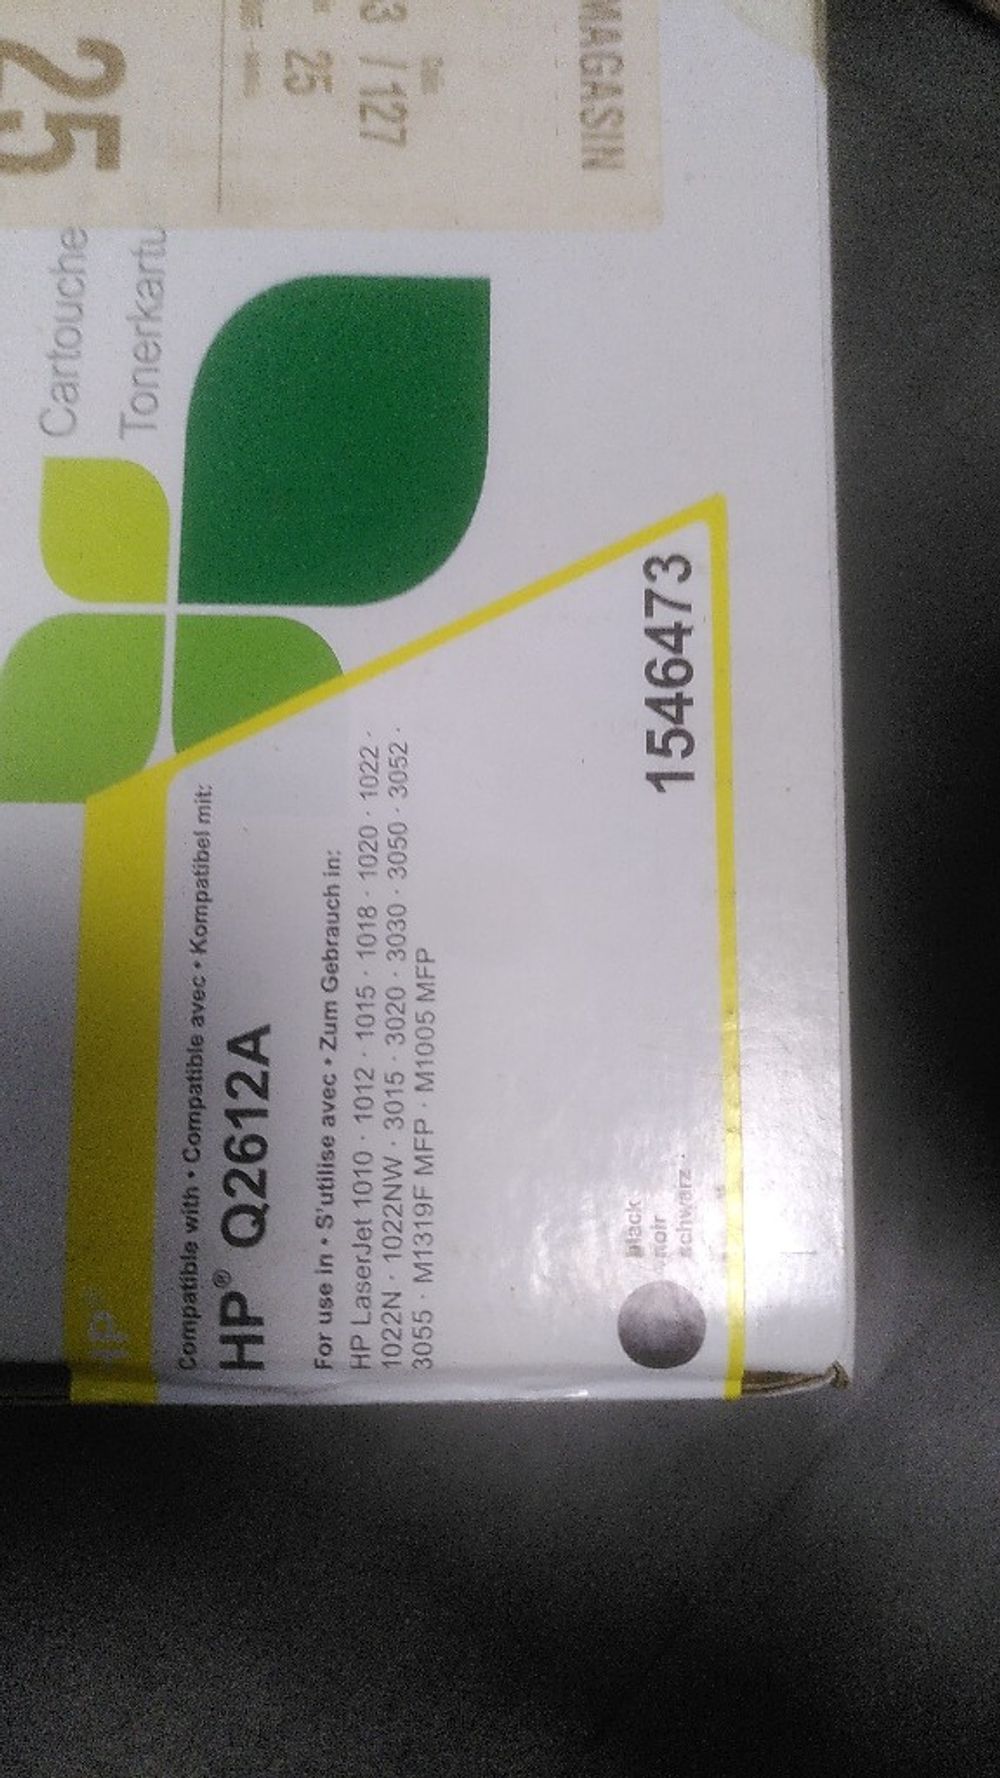 Cartouche
Tonerkartu
HP®
Compatible with • Compatible avec • Kompatibel mit:
HP® Q2612A
For use in • S'utilise avec • Zum Gebrauch in:
HP LaserJet 1010 · 1012 · 1015 · 1018 · 1020 · 1022 ·
1022N · 1022NW · 3015 · 3020 · 3030 · 3050 · 3052 ·
3055 · M1319F MFP · M1005 MFP
1546473
black
noir
schwarz
MAGASIN
3 / 127
25
25